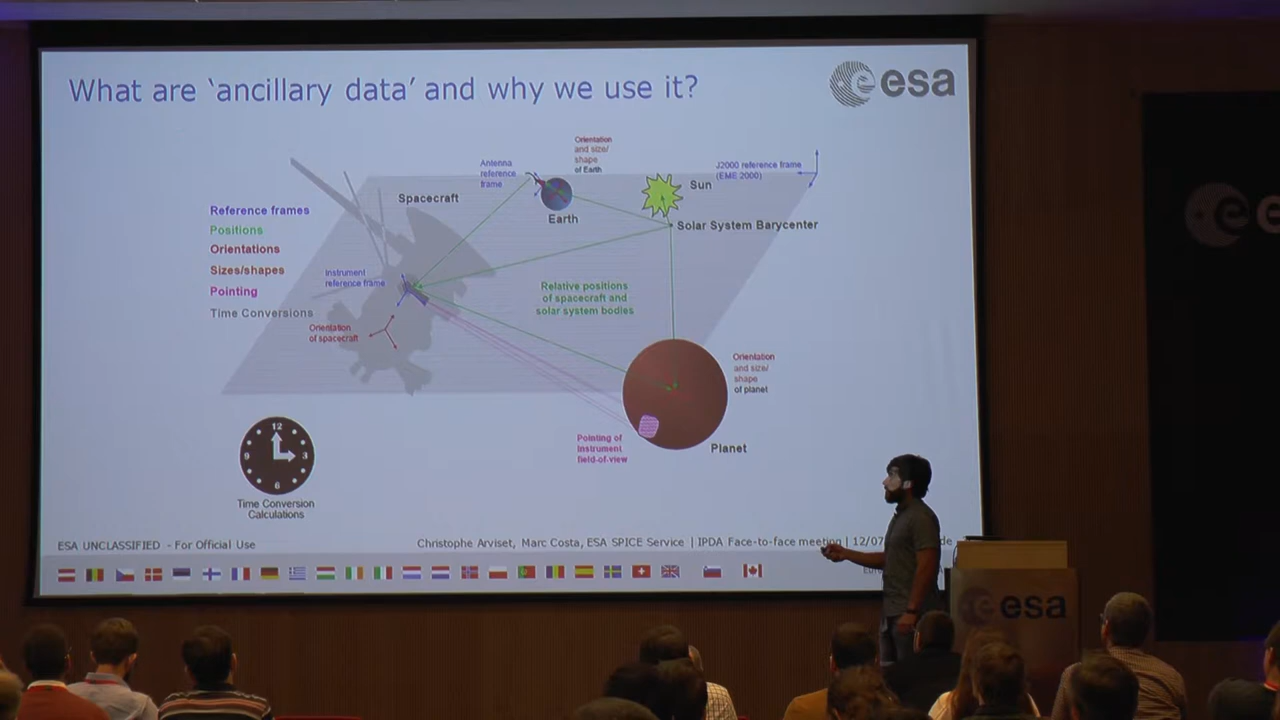 What are ‘ancillary data’ and why we use it?
esa
Orientation
and size/
shape
of Earth
Antenna
reference
frame
J2000 reference frame
(EME 2000)
Spacecraft
Sun
Earth
Solar System Barycenter
Reference frames
Positions
Orientations
Sizes/shapes
Pointing
Time Conversions
Instrument
reference frame
Orientation
of spacecraft
Relative positions
of spacecraft and
solar system bodies
Orientation
and size/
shape
of planet
Pointing of
instrument
field-of-view
Planet
12
9
3
6
Time Conversion
Calculations
ESA UNCLASSIFIED - For Official Use
Christophe Arviset, Marc Costa, ESA SPICE Service | IPDA Face-to-face meeting | 12/07
esa